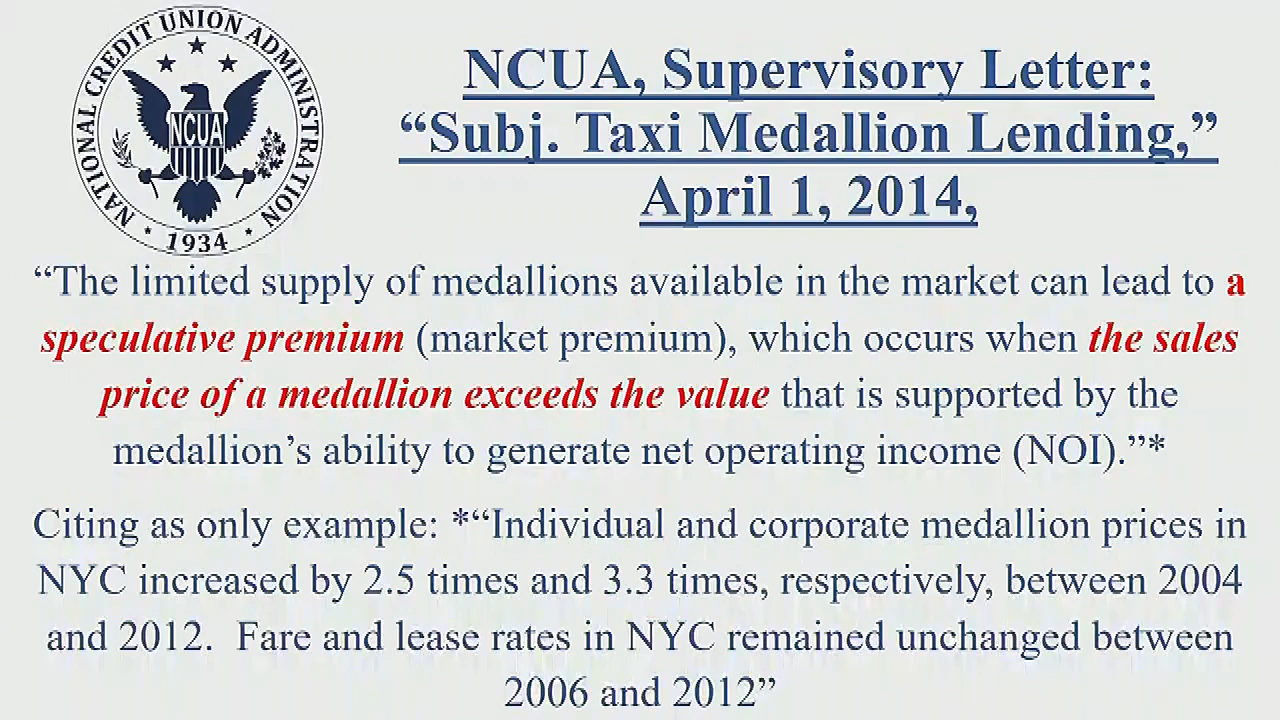 NATIONAL CREDIT UNION ADMINISTRATION
NCUA
1934
NCUA, Supervisory Letter:
“Subj. Taxi Medallion Lending,”
April 1, 2014,
“The limited supply of medallions available in the market can lead to a
speculative premium (market premium), which occurs when the sales
price of a medallion exceeds the value that is supported by the
medallion’s ability to generate net operating income (NOI).”*
Citing as only example: *“Individual and corporate medallion prices in
NYC increased by 2.5 times and 3.3 times, respectively, between 2004
and 2012.  Fare and lease rates in NYC remained unchanged between
2006 and 2012”